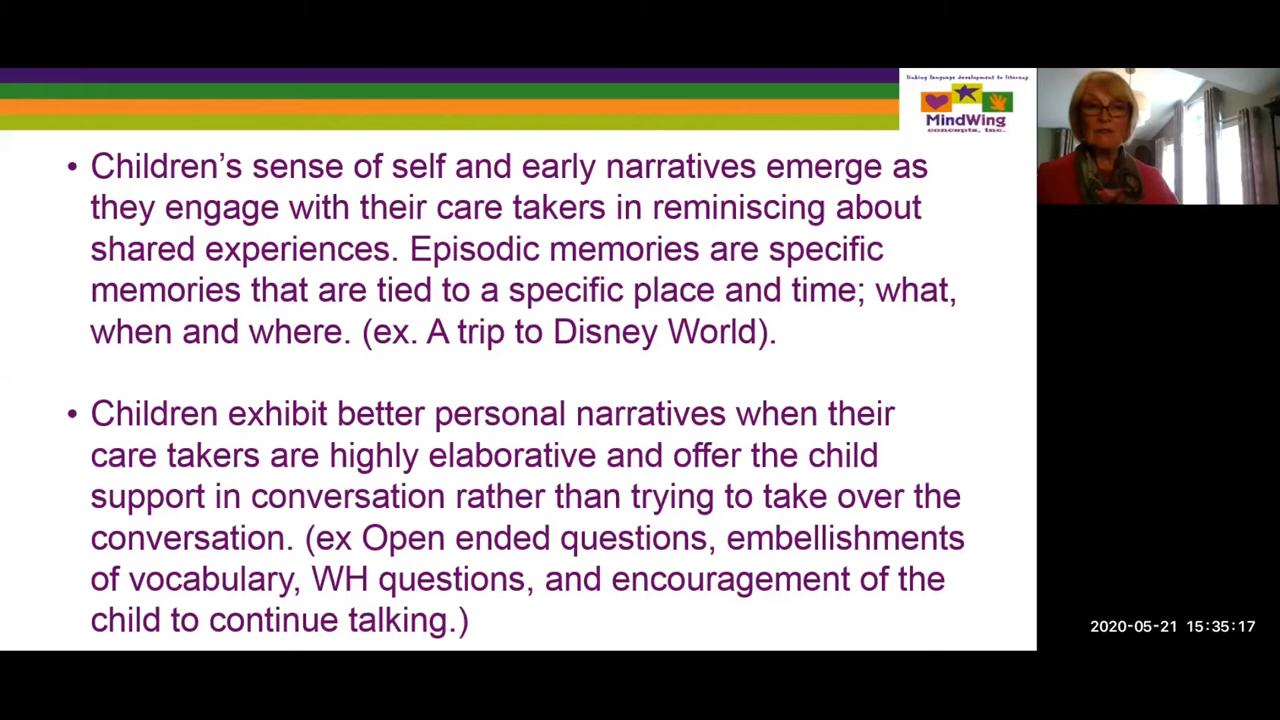 linking language development to literacy
MindWing
concepts, inc.
• Children’s sense of self and early narratives emerge as
they engage with their care takers in reminiscing about
shared experiences. Episodic memories are specific
memories that are tied to a specific place and time; what,
when and where. (ex. A trip to Disney World).
• Children exhibit better personal narratives when their
care takers are highly elaborative and offer the child
support in conversation rather than trying to take over the
conversation. (ex Open ended questions, embellishments
of vocabulary, WH questions, and encouragement of the
child to continue talking.)
2020-05-21 15:35:17